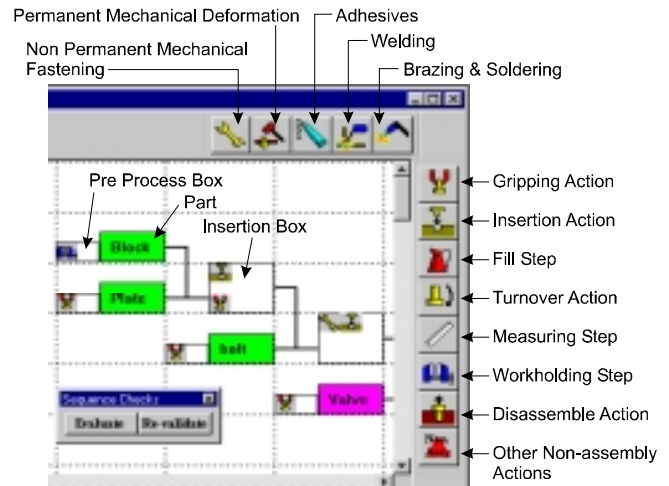 Permanent Mechanical Deformation
Adhesives
Non Permanent Mechanical
Fastening
Welding
Brazing & Soldering
Pre Process Box
Part
Insertion Box
Block
Plate
bolt
Valve
Sequence Checks
Evaluate
Re-validate
Gripping Action
Insertion Action
Fill Step
Turnover Action
Measuring Step
Workholding Step
Disassemble Action
Other Non-assembly
Actions